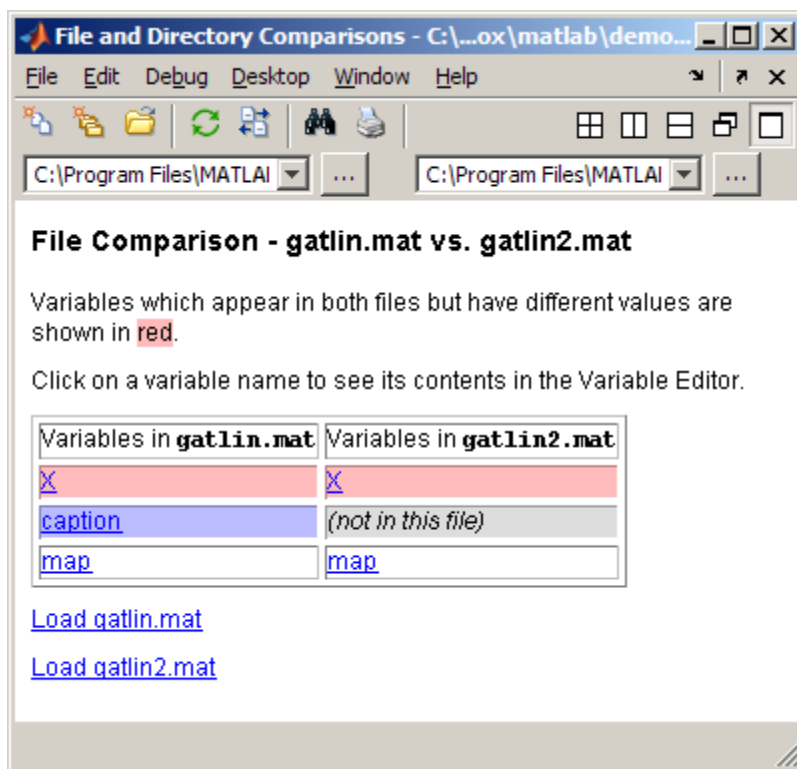 File and Directory Comparisons - C:\...ox\matlab\demo...
File Edit Debug Desktop Window Help
C:\Program Files\MATLAI ... C:\Program Files\MATLAI ...
File Comparison - gatlin.mat vs. gatlin2.mat
Variables which appear in both files but have different values are
shown in red.
Click on a variable name to see its contents in the Variable Editor.
Variables in gatlin.mat Variables in gatlin2.mat
X X
caption (not in this file)
map map
Load gatlin.mat
Load gatlin2.mat